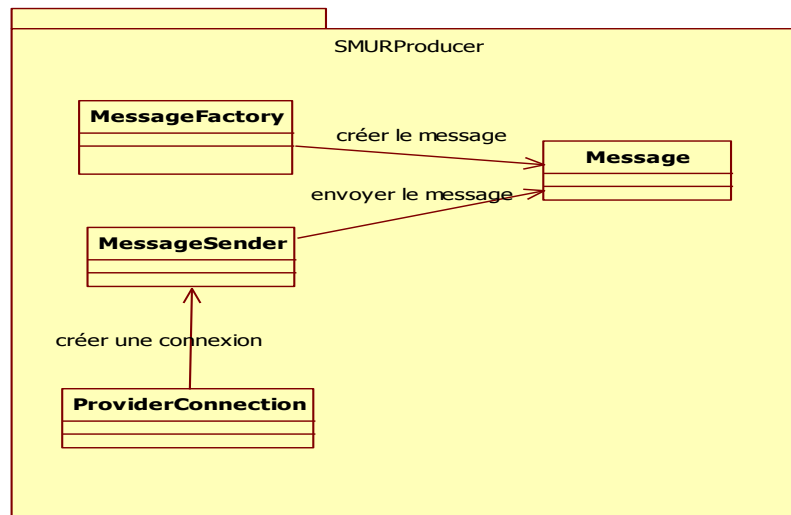 SMURProducer
MessageFactory
créer le message
Message
envoyer le message
MessageSender
créer une connexion
ProviderConnection